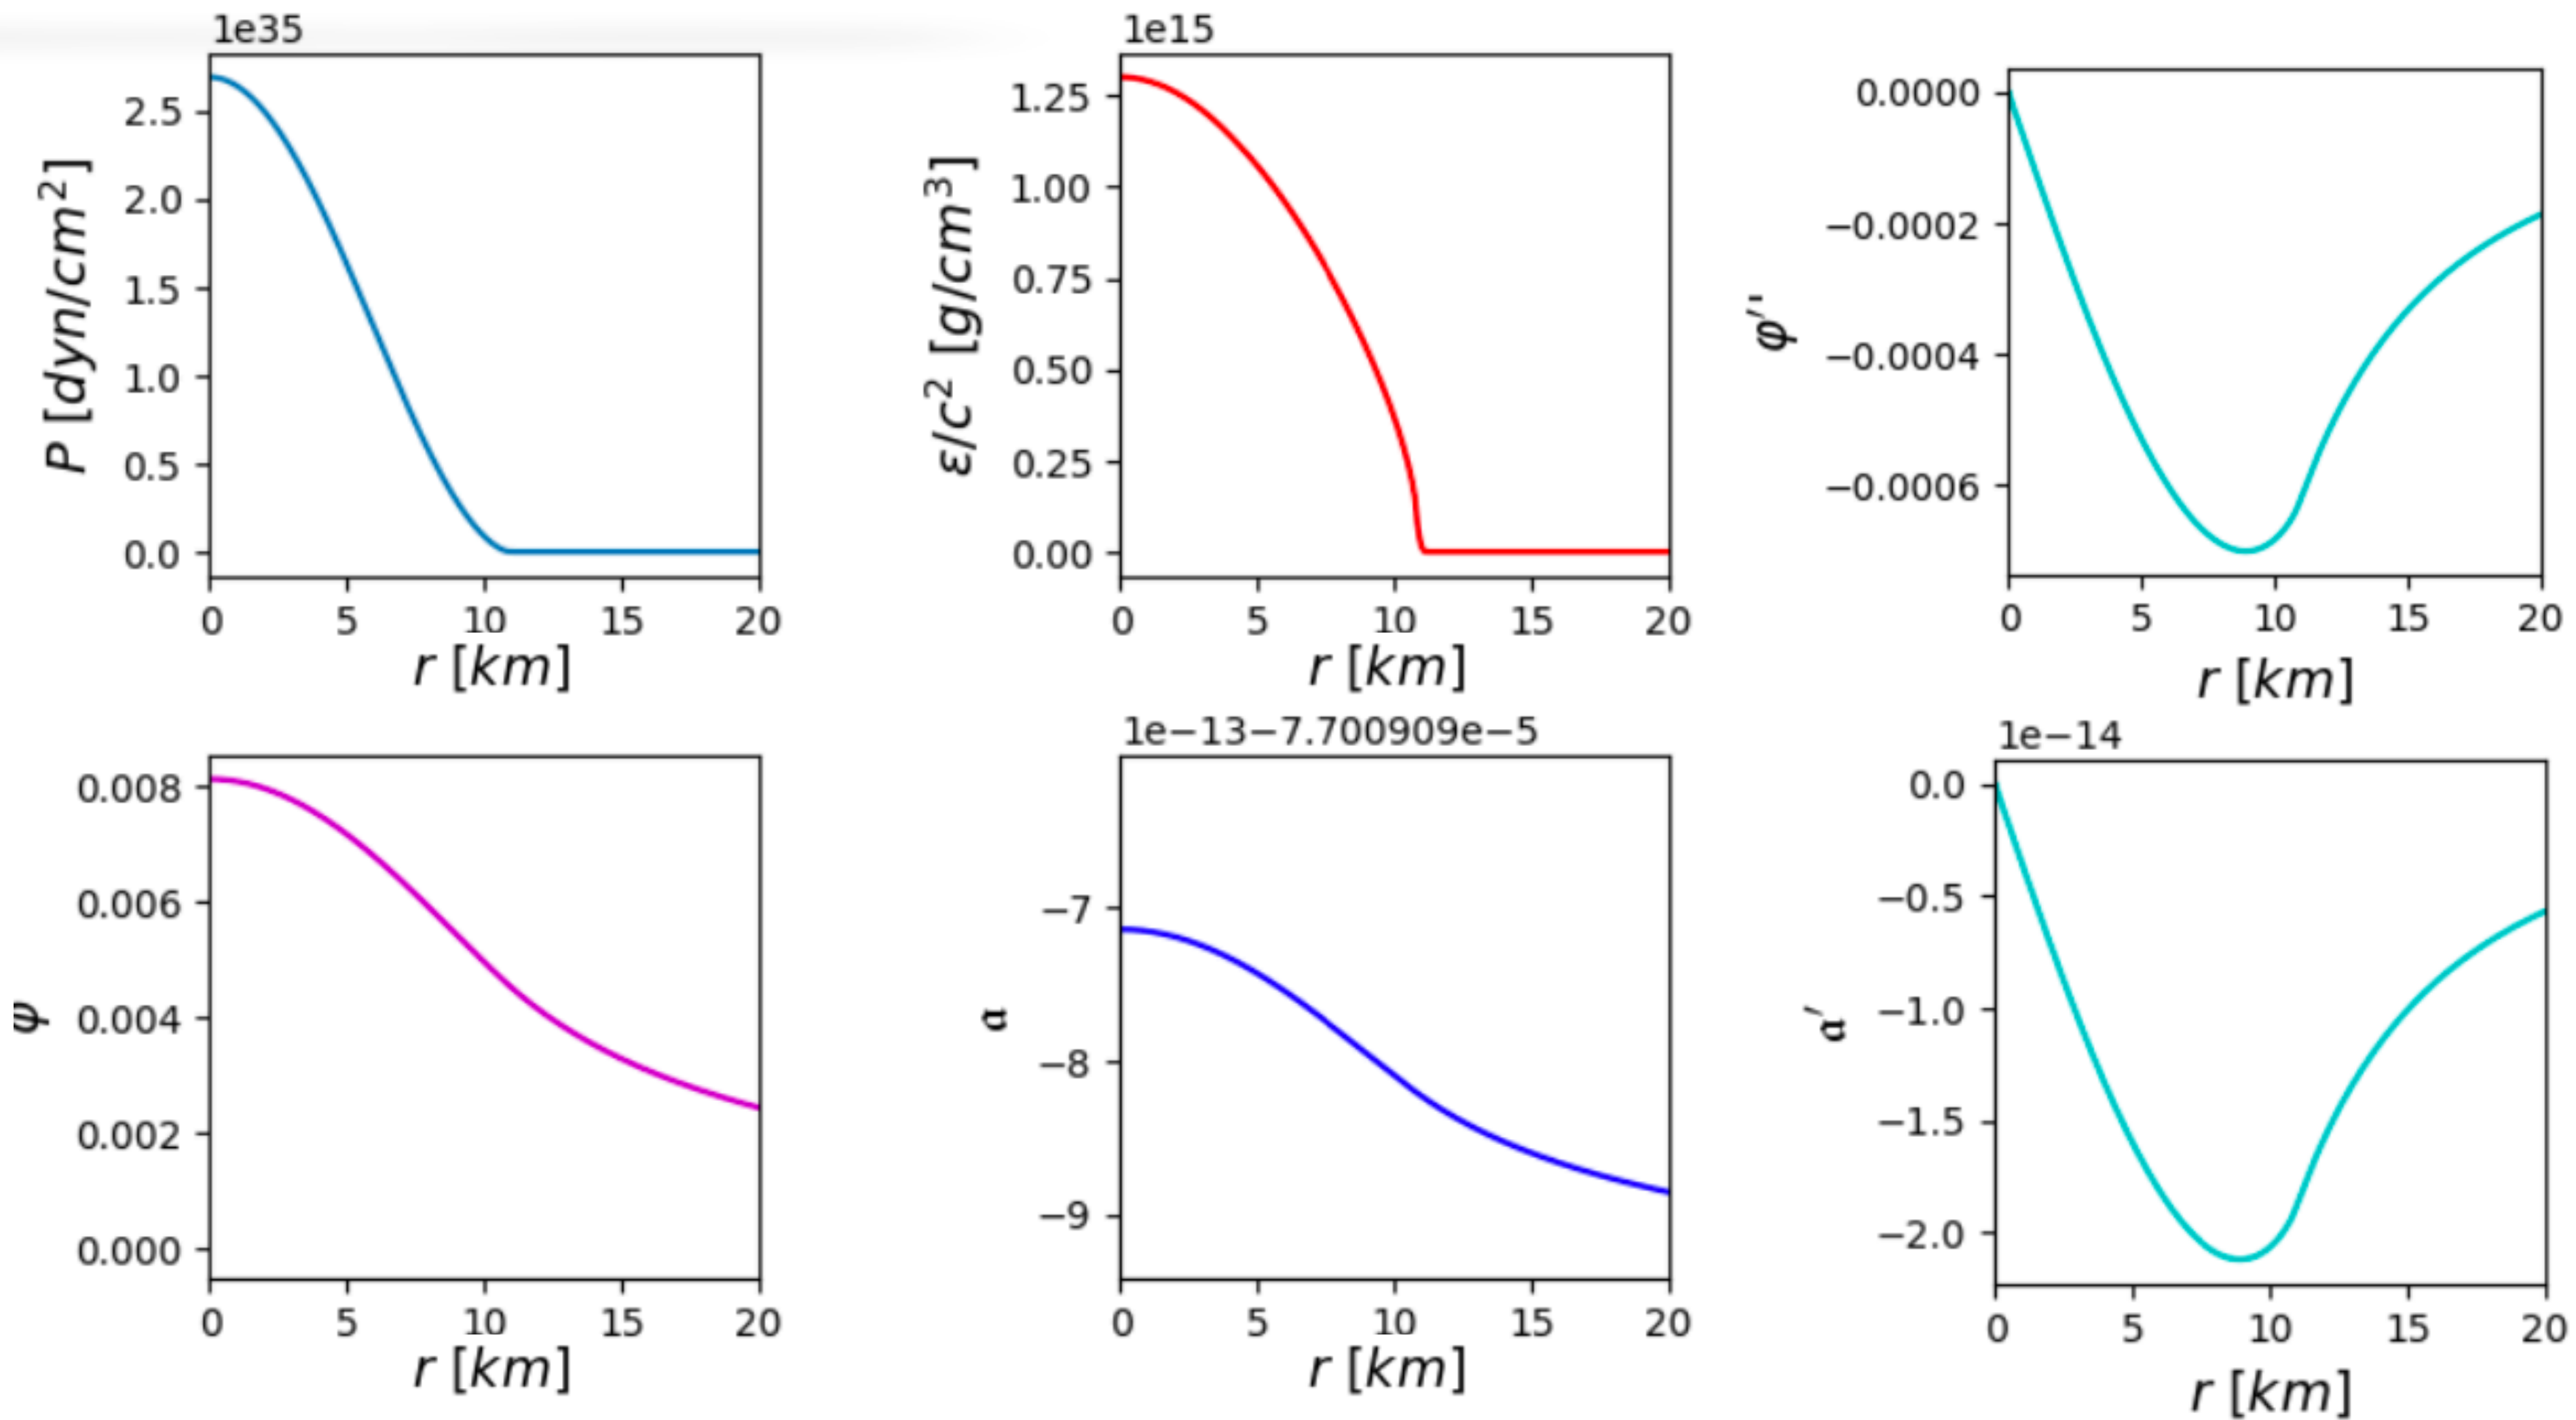 1e35
P [dyn/cm²]
2.5
2.0
1.5
1.0
0.5
0.0
0 5 10 15 20
r [km]
1e15
ε/c² [g/cm³]
1.25
1.00
0.75
0.50
0.25
0.00
0 5 10 15 20
r [km]
φ''
0.0000
−0.0002
−0.0004
−0.0006
0 5 10 15 20
r [km]
φ
0.008
0.006
0.004
0.002
0.000
0 5 10 15 20
r [km]
1e−13−7.700909e−5
𝔞
−7
−8
−9
0 5 10 15 20
r [km]
1e−14
𝔞′
0.0
−0.5
−1.0
−1.5
−2.0
0 5 10 15 20
r [km]